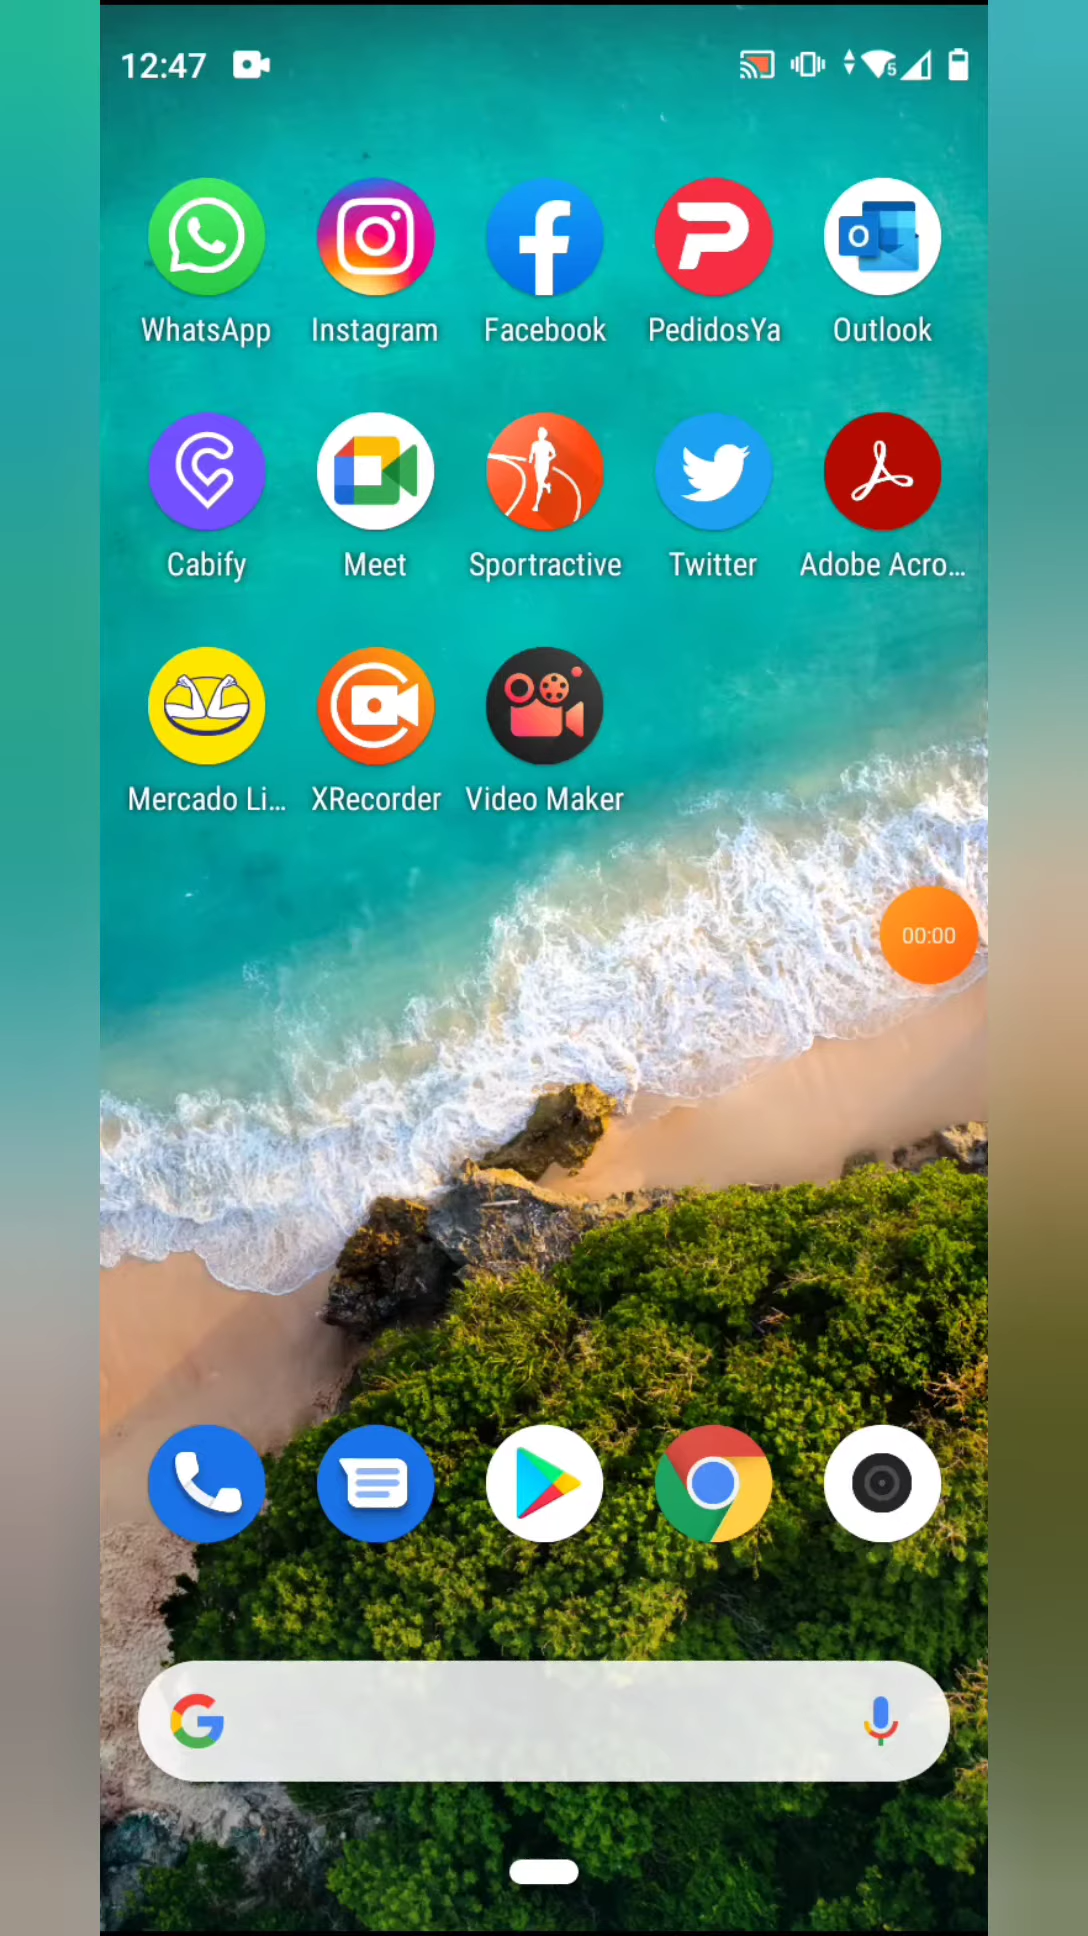 12:47
5
WhatsApp Instagram Facebook PedidosYa Outlook
Cabify Meet Sportractive Twitter Adobe Acro...
Mercado Li... XRecorder Video Maker
00:00